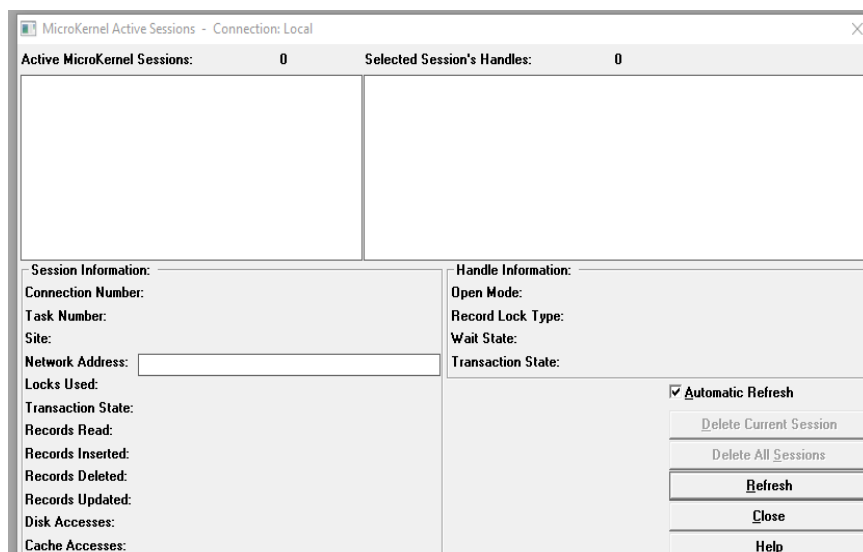 MicroKernel Active Sessions - Connection: Local
Active MicroKernel Sessions: 0 Selected Session's Handles: 0
Session Information:
Connection Number:
Task Number:
Site:
Network Address:
Locks Used:
Transaction State:
Records Read:
Records Inserted:
Records Deleted:
Records Updated:
Disk Accesses:
Cache Accesses:
Handle Information:
Open Mode:
Record Lock Type:
Wait State:
Transaction State:
Automatic Refresh
Delete Current Session
Delete All Sessions
Refresh
Close
Help